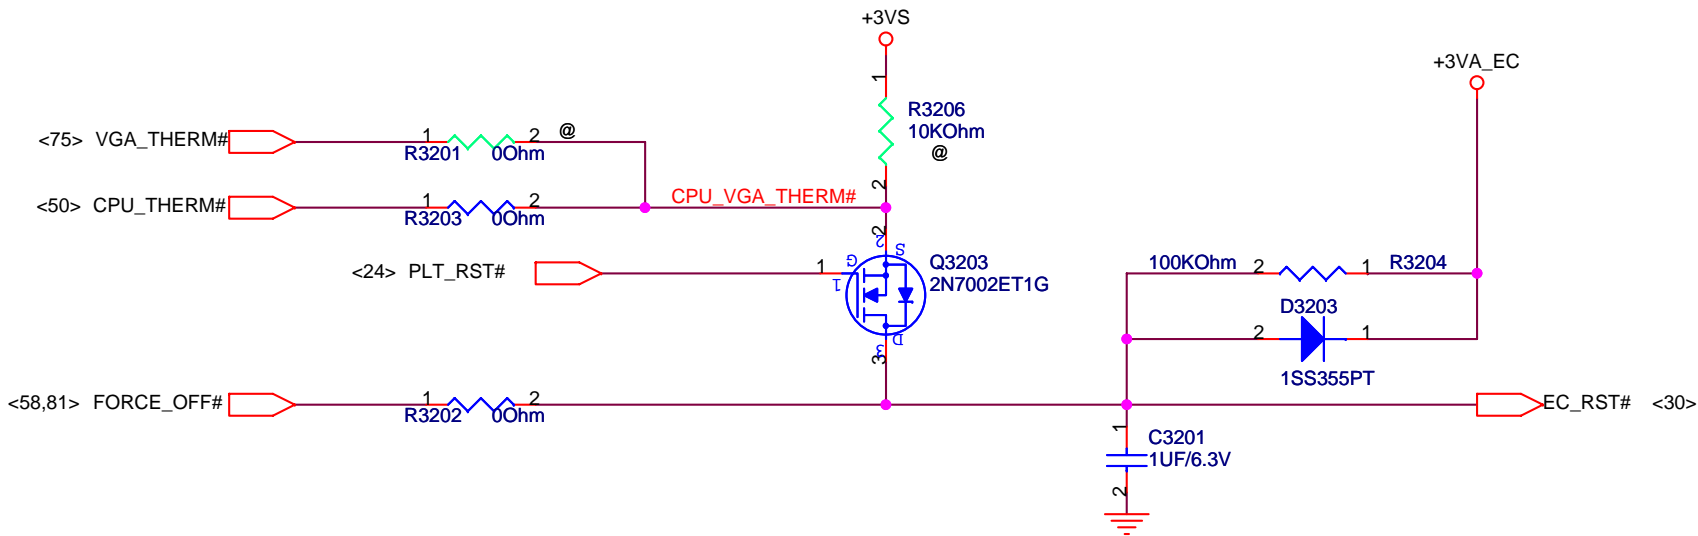 +3VS
+3VA_EC
1
R3206
10KOhm
@
2
<75> VGA_THERM#
1
2
@
R3201
0Ohm
<50> CPU_THERM#
1
2
R3203
0Ohm
CPU_VGA_THERM#
2
2
S
G
1
1
D
3
3
Q3203
2N7002ET1G
<24> PLT_RST#
100KOhm
2
1
R3204
D3203
2
1
1SS355PT
<58,81> FORCE_OFF#
1
2
R3202
0Ohm
EC_RST# <30>
1
C3201
1UF/6.3V
2